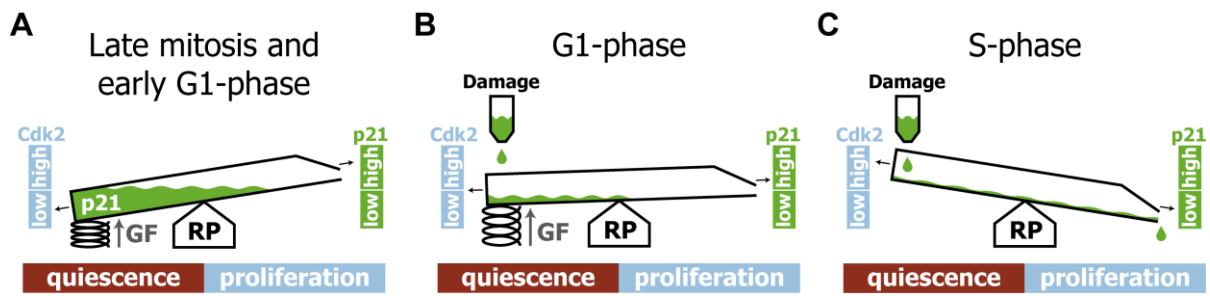 A
Late mitosis and
early G1-phase
Cdk2
high
low
p21
GF
RP
p21
high
low
quiescence
proliferation
B
G1-phase
Damage
Cdk2
high
low
GF
RP
p21
high
low
quiescence
proliferation
C
S-phase
Damage
Cdk2
high
low
RP
p21
high
low
quiescence
proliferation